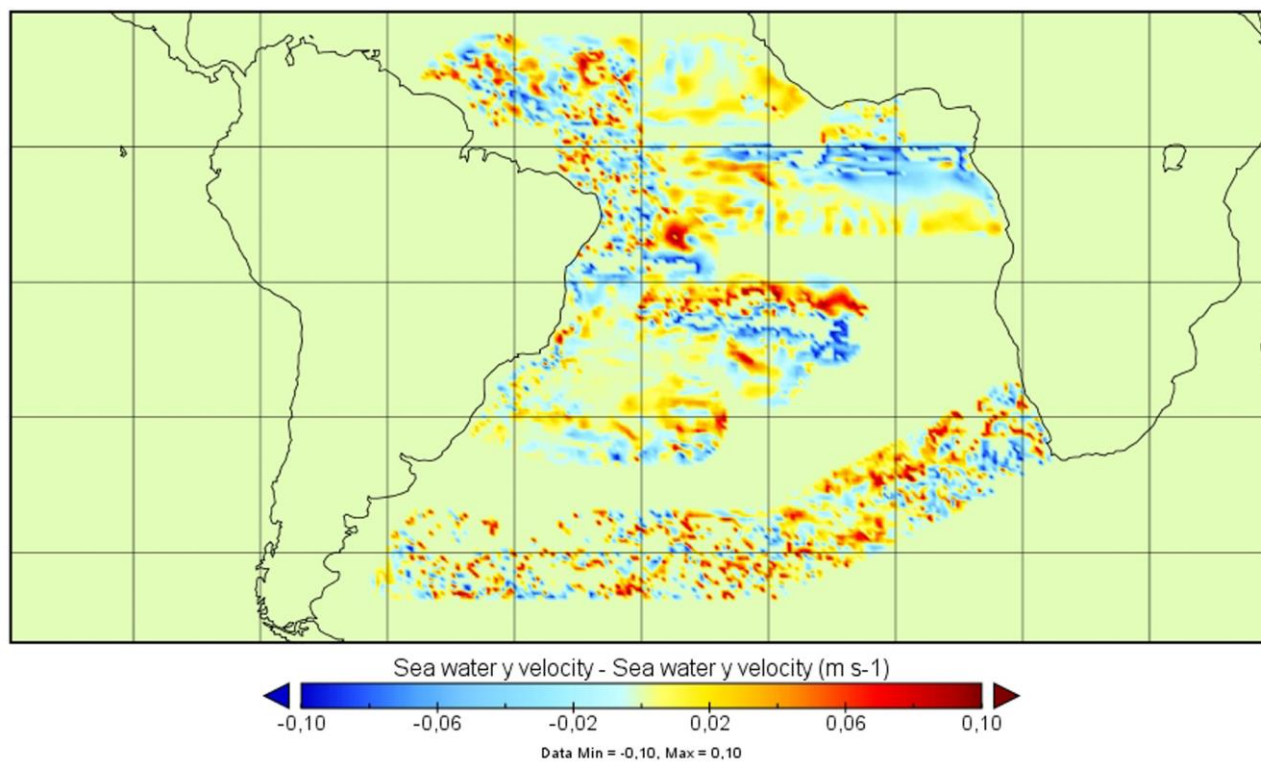 Sea water y velocity - Sea water y velocity (m s-1)
-0,10 -0,06 -0,02 0,02 0,06 0,10
Data Min = -0,10, Max = 0,10